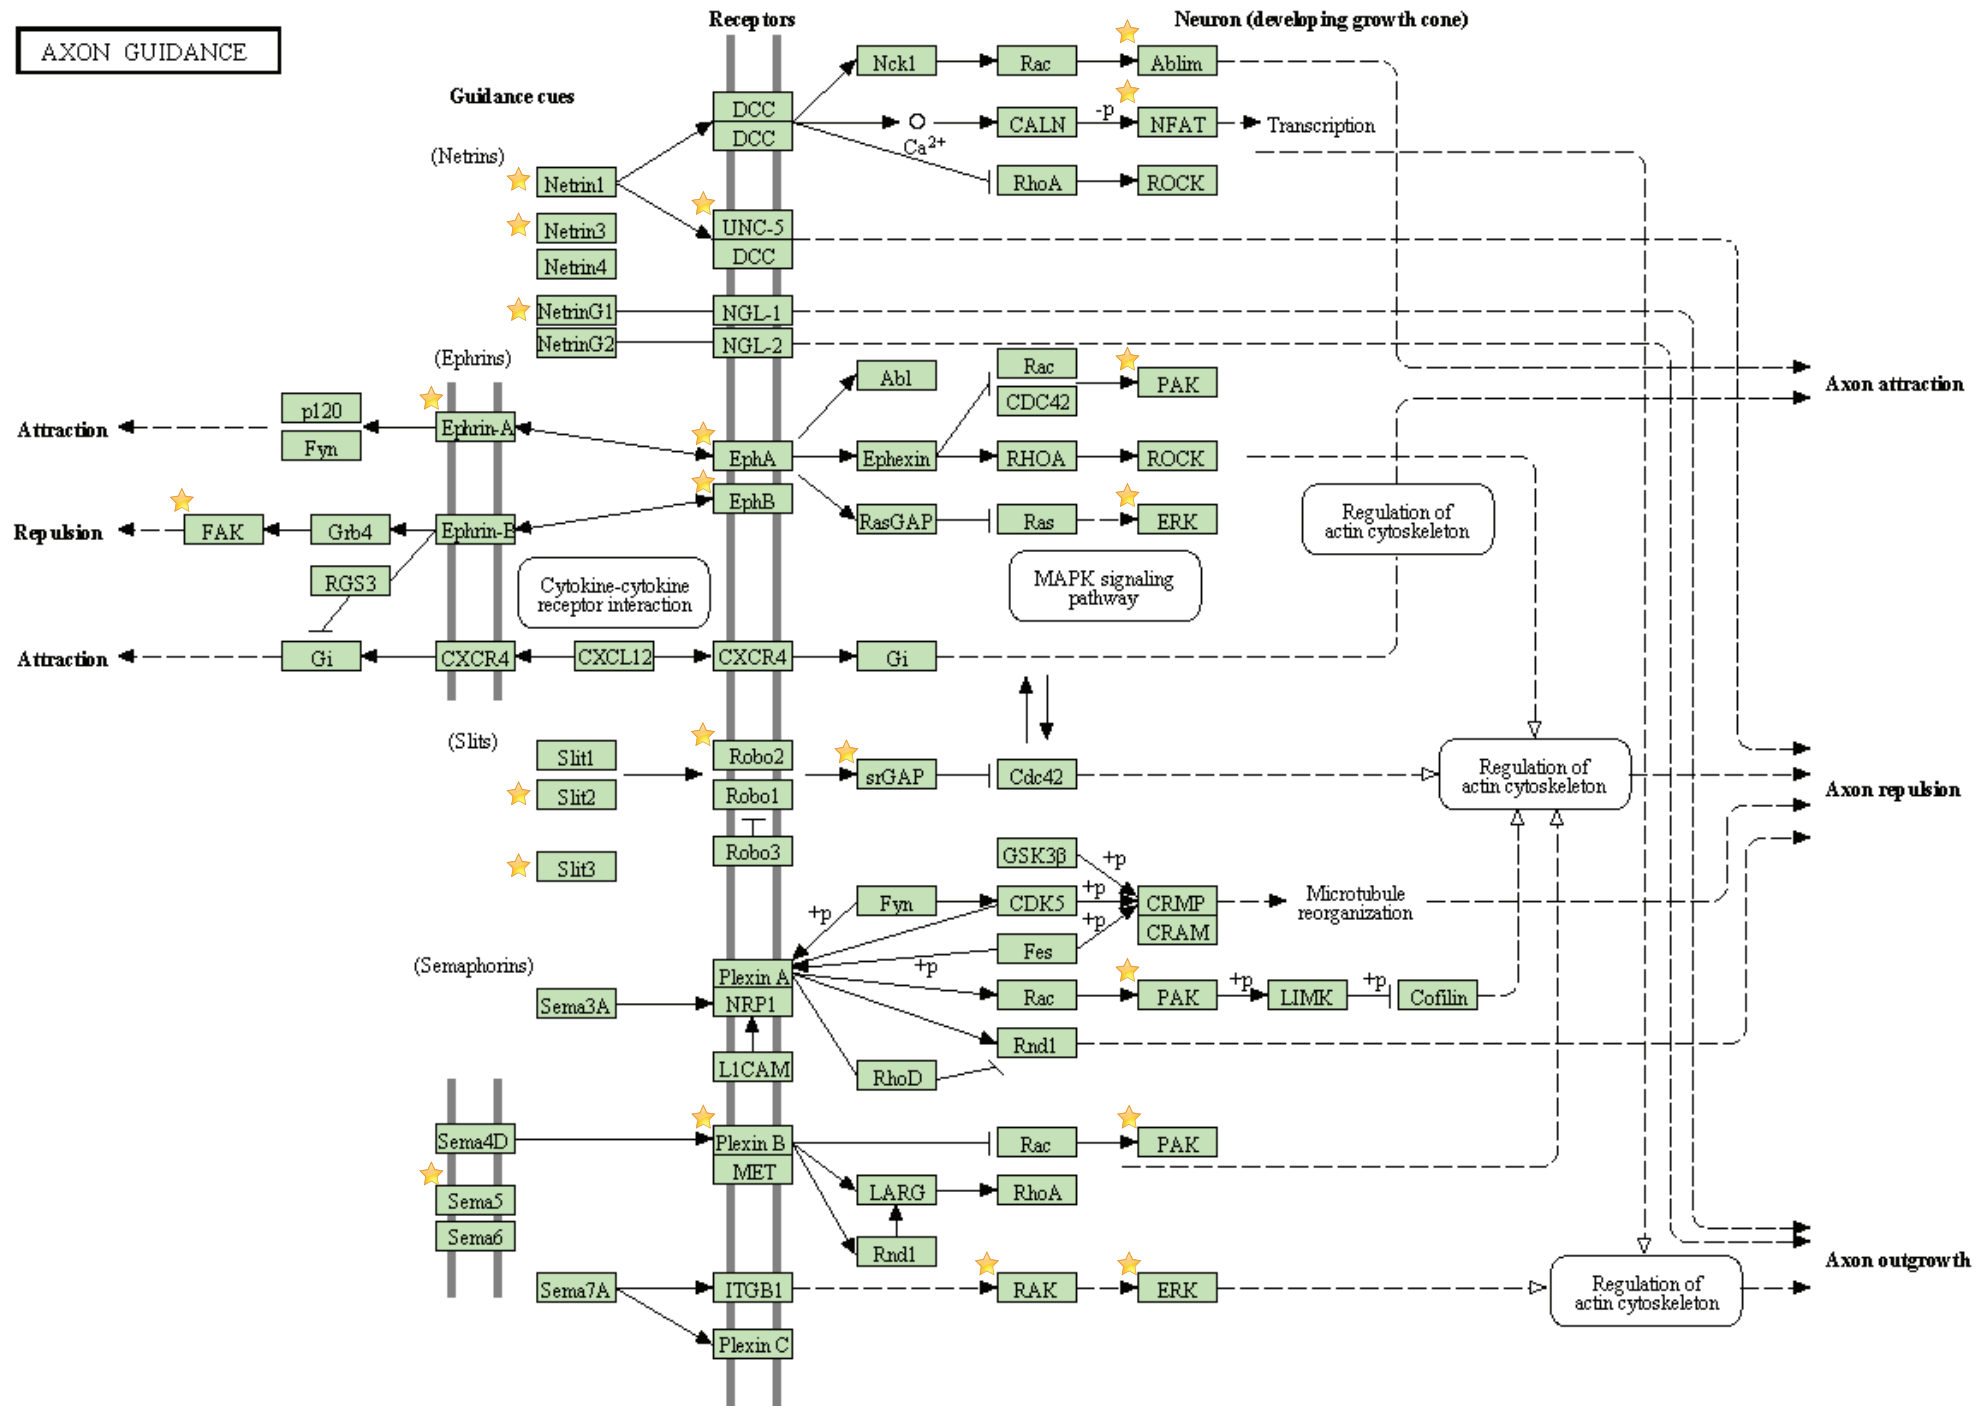 Receptors
Neuron (developing growth cone)
AXON GUIDANCE
Guidance cues
Nck1
Rac
Ablim
DCC
DCC
Ca2+
CALN
-p
NFAT
Transcription
(Netrins)
Netrin1
RhoA
ROCK
Netrin3
Netrin4
UNC-5
DCC
NetrinG1
NGL-1
NetrinG2
NGL-2
(Ephrins)
Abl
Rac
CDC42
PAK
Axon attraction
p120
Fyn
Attraction
Ephrin-A
EphA
Ephexin
RHOA
ROCK
EphB
Repulsion
FAK
Grb4
Ephrin-B
RasGAP
Ras
ERK
Regulation of
actin cytoskeleton
RGS3
Cytokine-cytokine
receptor interaction
MAPK signaling
pathway
Attraction
Gi
CXCR4
CXCL12
CXCR4
Gi
(Slits)
Slit1
Slit2
Slit3
Robo2
Robo1
Robo3
srGAP
Cdc42
Regulation of
actin cytoskeleton
Axon repulsion
GSK3β
+p
Fyn
CDK5
+p
CRMP
CRAM
Microtubule
reorganization
+p
Fes
+p
+p
(Semaphorins)
Sema3A
Plexin A
NRP1
L1CAM
Rac
PAK
+p
LIMK
+p
Cofilin
Rnd1
RhoD
Sema4D
Plexin B
MET
Rac
PAK
Sema5
Sema6
LARG
RhoA
Rnd1
Sema7A
ITGB1
RAK
ERK
Regulation of
actin cytoskeleton
Axon outgrowth
Plexin C